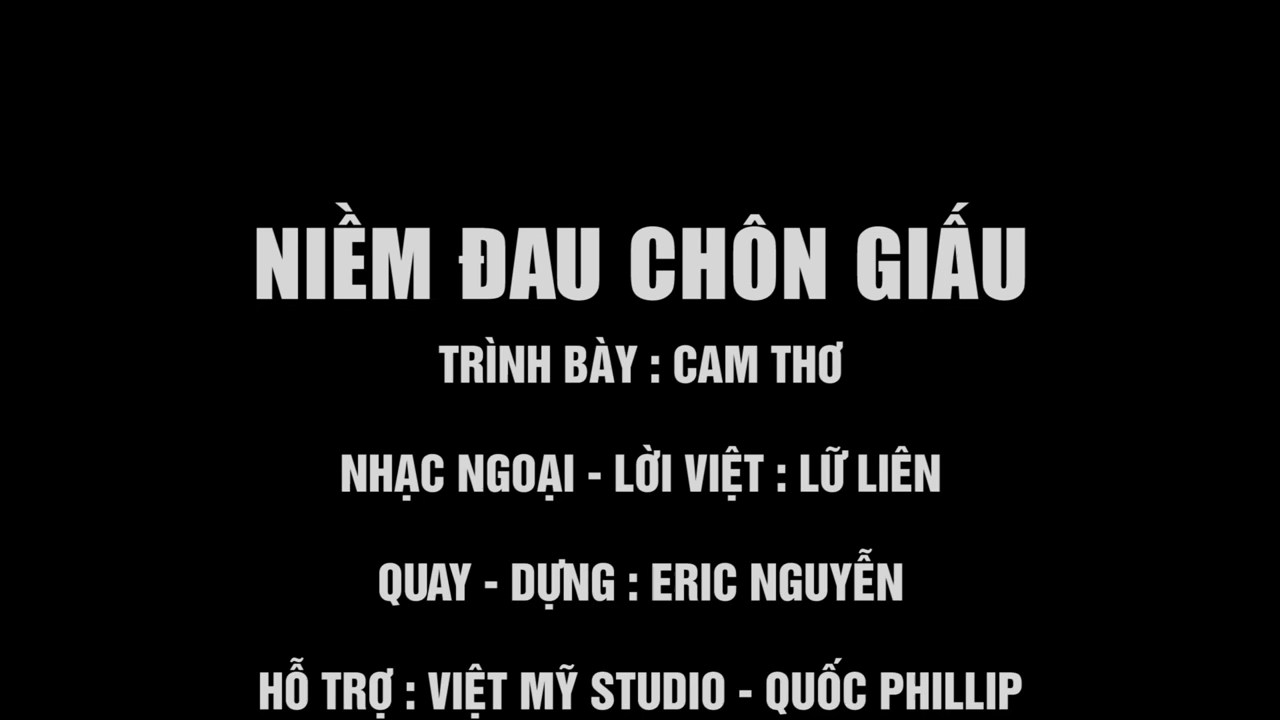 NIỀM ĐAU CHÔN GIẤU
TRÌNH BÀY : CAM THƠ
NHẠC NGOẠI - LỜI VIỆT : LỮ LIÊN
QUAY - DỰNG : ERIC NGUYỄN
HỖ TRỢ : VIỆT MỸ STUDIO - QUỐC PHILLIP